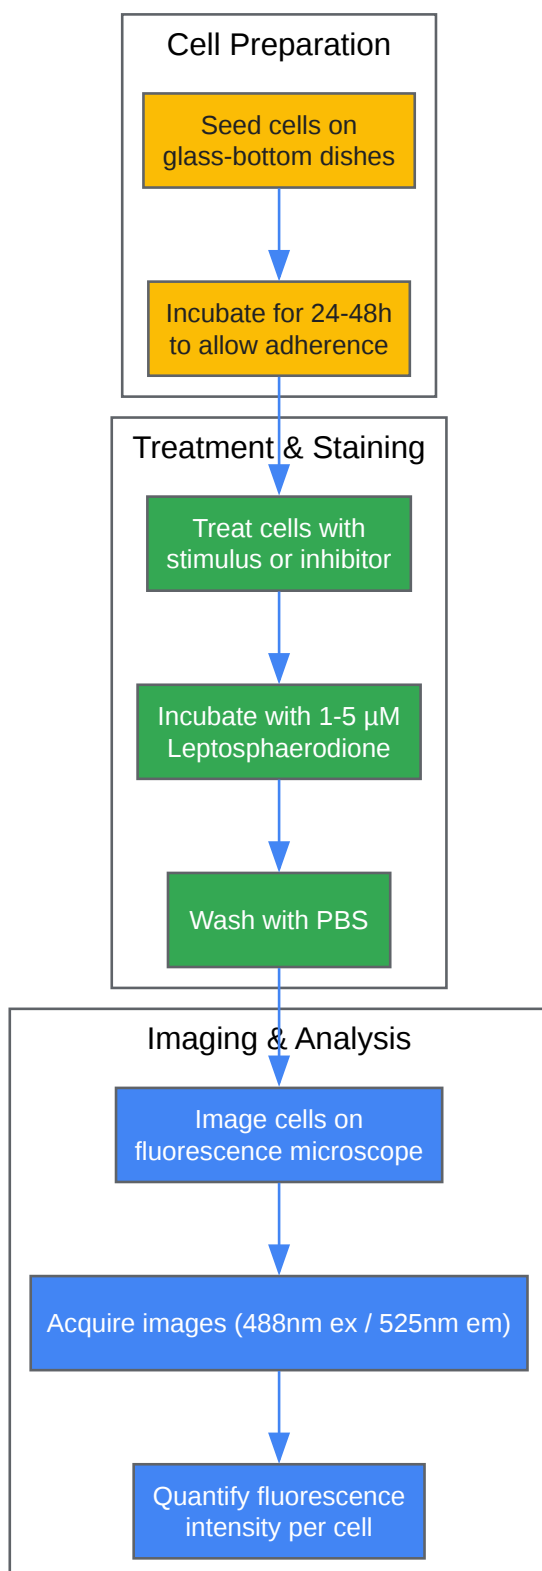 Cell Preparation
Seed cells on
glass-bottom dishes
Incubate for 24-48h
to allow adherence
Treatment & Staining
Treat cells with
stimulus or inhibitor
Incubate with 1-5 µM
Leptosphaerodione
Wash with PBS
Imaging & Analysis
Image cells on
fluorescence microscope
Acquire images (488nm ex / 525nm em)
Quantify fluorescence
intensity per cell